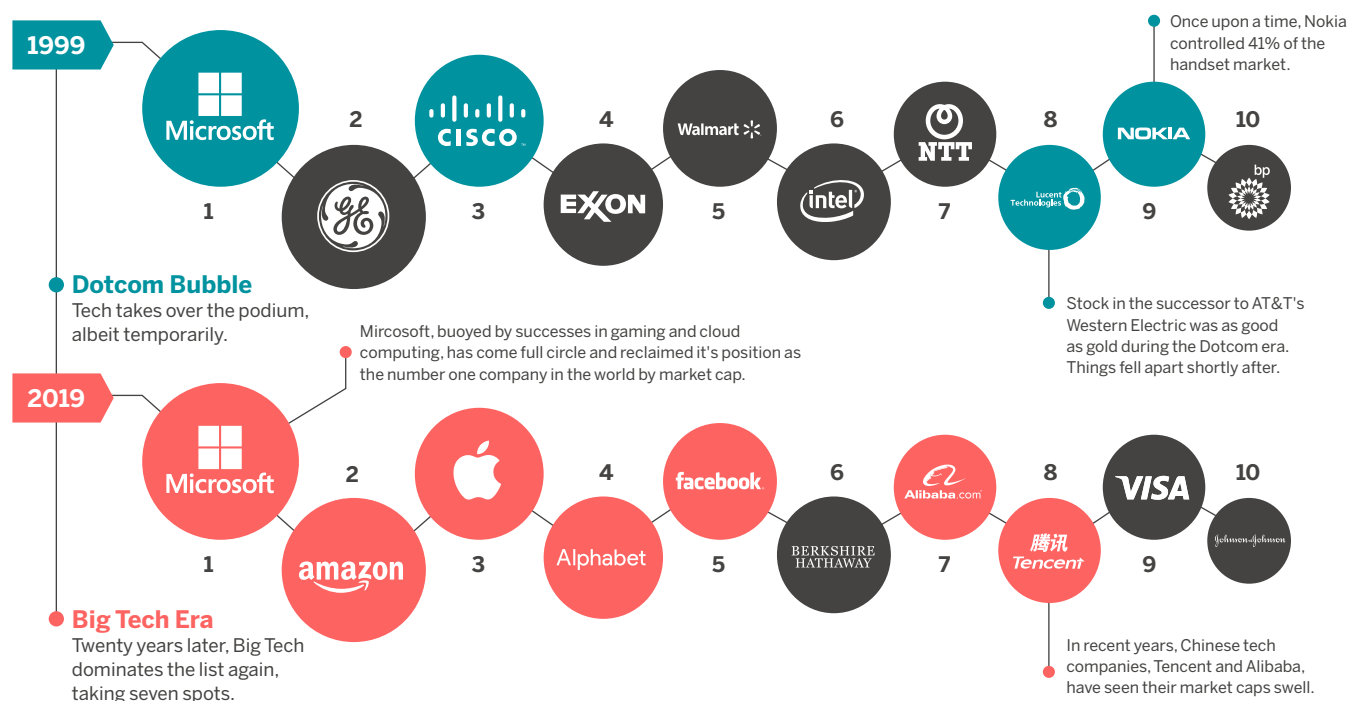 1999
Microsoft
1
2
GE
3
CISCO
4
EXXON
5
Walmart
6
intel
7
NTT
8
Lucent
Technologies
9
NOKIA
10
bp
Once upon a time, Nokia
controlled 41% of the
handset market.
Dotcom Bubble
Tech takes over the podium,
albeit temporarily.
Stock in the successor to AT&T's
Western Electric was as good
as gold during the Dotcom era.
Things fell apart shortly after.
Mircosoft, buoyed by successes in gaming and cloud
computing, has come full circle and reclaimed it's position as
the number one company in the world by market cap.
2019
Microsoft
1
2
amazon
3
4
Alphabet
5
facebook
6
BERKSHIRE
HATHAWAY
7
Alibaba.com
8
腾讯
Tencent
9
VISA
10
Johnson&Johnson
Big Tech Era
Twenty years later, Big Tech
dominates the list again,
taking seven spots.
In recent years, Chinese tech
companies, Tencent and Alibaba,
have seen their market caps swell.